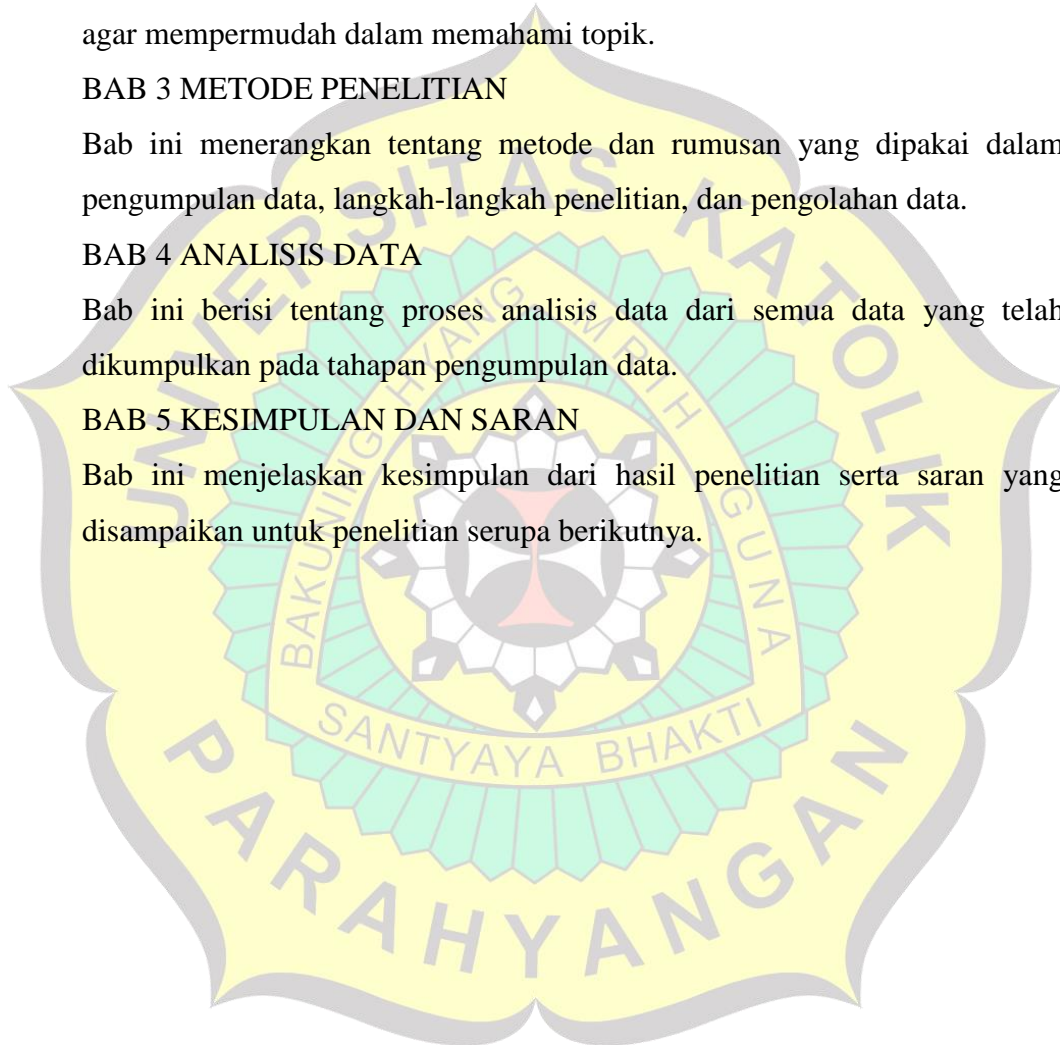 agar mempermudah dalam memahami topik.
BAB 3 METODE PENELITIAN
Bab ini menerangkan tentang metode dan rumusan yang dipakai dalam
pengumpulan data, langkah-langkah penelitian, dan pengolahan data.
BAB 4 ANALISIS DATA
Bab ini berisi tentang proses analisis data dari semua data yang telah
dikumpulkan pada tahapan pengumpulan data.
BAB 5 KESIMPULAN DAN SARAN
Bab ini menjelaskan kesimpulan dari hasil penelitian serta saran yang
disampaikan untuk penelitian serupa berikutnya.
UNIVERSITAS KATOLIK
PARAHYANGAN
BAKUNING HYANG MRIH GUNA
SANTYAYA BHAKTI